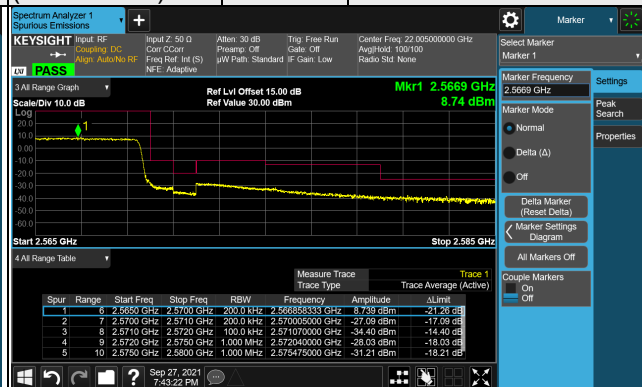 Spectrum Analyzer 1
Spurious Emissions
Marker
KEYSIGHT Input: RF Input Z: 50 Ω Atten: 30 dB Trig: Free Run Center Freq: 22.005000000 GHz
Coupling: DC Corr CCorr Preamp: Off Gate: Off Avg|Hold: 100/100
Align: Auto/No RF Freq Ref: Int (S) µW Path: Standard IF Gain: Low Radio Std: None
NFE: Adaptive
LXI PASS
Select Marker
Marker 1
3 All Range Graph
Ref Lvl Offset 15.00 dB
Mkr1 2.5669 GHz
Scale/Div 10.0 dB
Ref Value 30.00 dBm
8.74 dBm
Log
20.0
10.0
0.00
-10.0
-20.0
-30.0
-40.0
-50.0
-60.0
1
Start 2.565 GHz
Stop 2.585 GHz
4 All Range Table
Measure Trace Trace 1
Trace Type Trace Average (Active)
Spur Range Start Freq Stop Freq RBW Frequency Amplitude ΔLimit
1 6 2.5650 GHz 2.5700 GHz 200.0 kHz 2.566858333 GHz 8.739 dBm -21.26 dB
2 7 2.5700 GHz 2.5710 GHz 200.0 kHz 2.570005000 GHz -27.09 dBm -17.09 dB
3 8 2.5710 GHz 2.5720 GHz 100.0 kHz 2.571070000 GHz -34.40 dBm -14.40 dB
4 9 2.5720 GHz 2.5750 GHz 1.000 MHz 2.572040000 GHz -28.03 dBm -18.03 dB
5 10 2.5750 GHz 2.5800 GHz 1.000 MHz 2.575475000 GHz -31.21 dBm -18.21 dB
Marker Frequency
2.5669 GHz
Settings
Marker Mode
Normal
Delta (Δ)
Off
Peak
Search
Properties
Delta Marker
(Reset Delta)
Marker Settings
Diagram
All Markers Off
Couple Markers
On
Off
?
Sep 27, 2021
7:43:22 PM